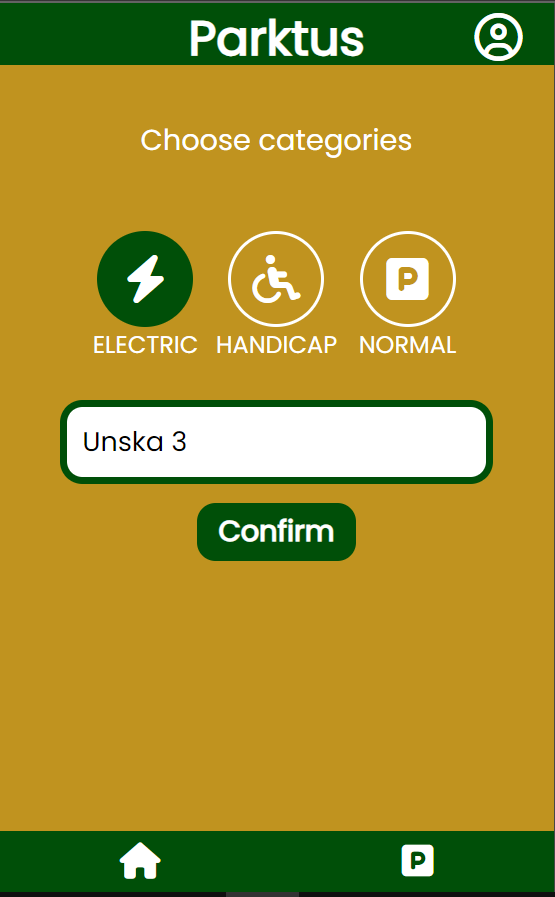 Parktus
Choose categories
P
ELECTRIC HANDICAP NORMAL
Unska 3
Confirm
P